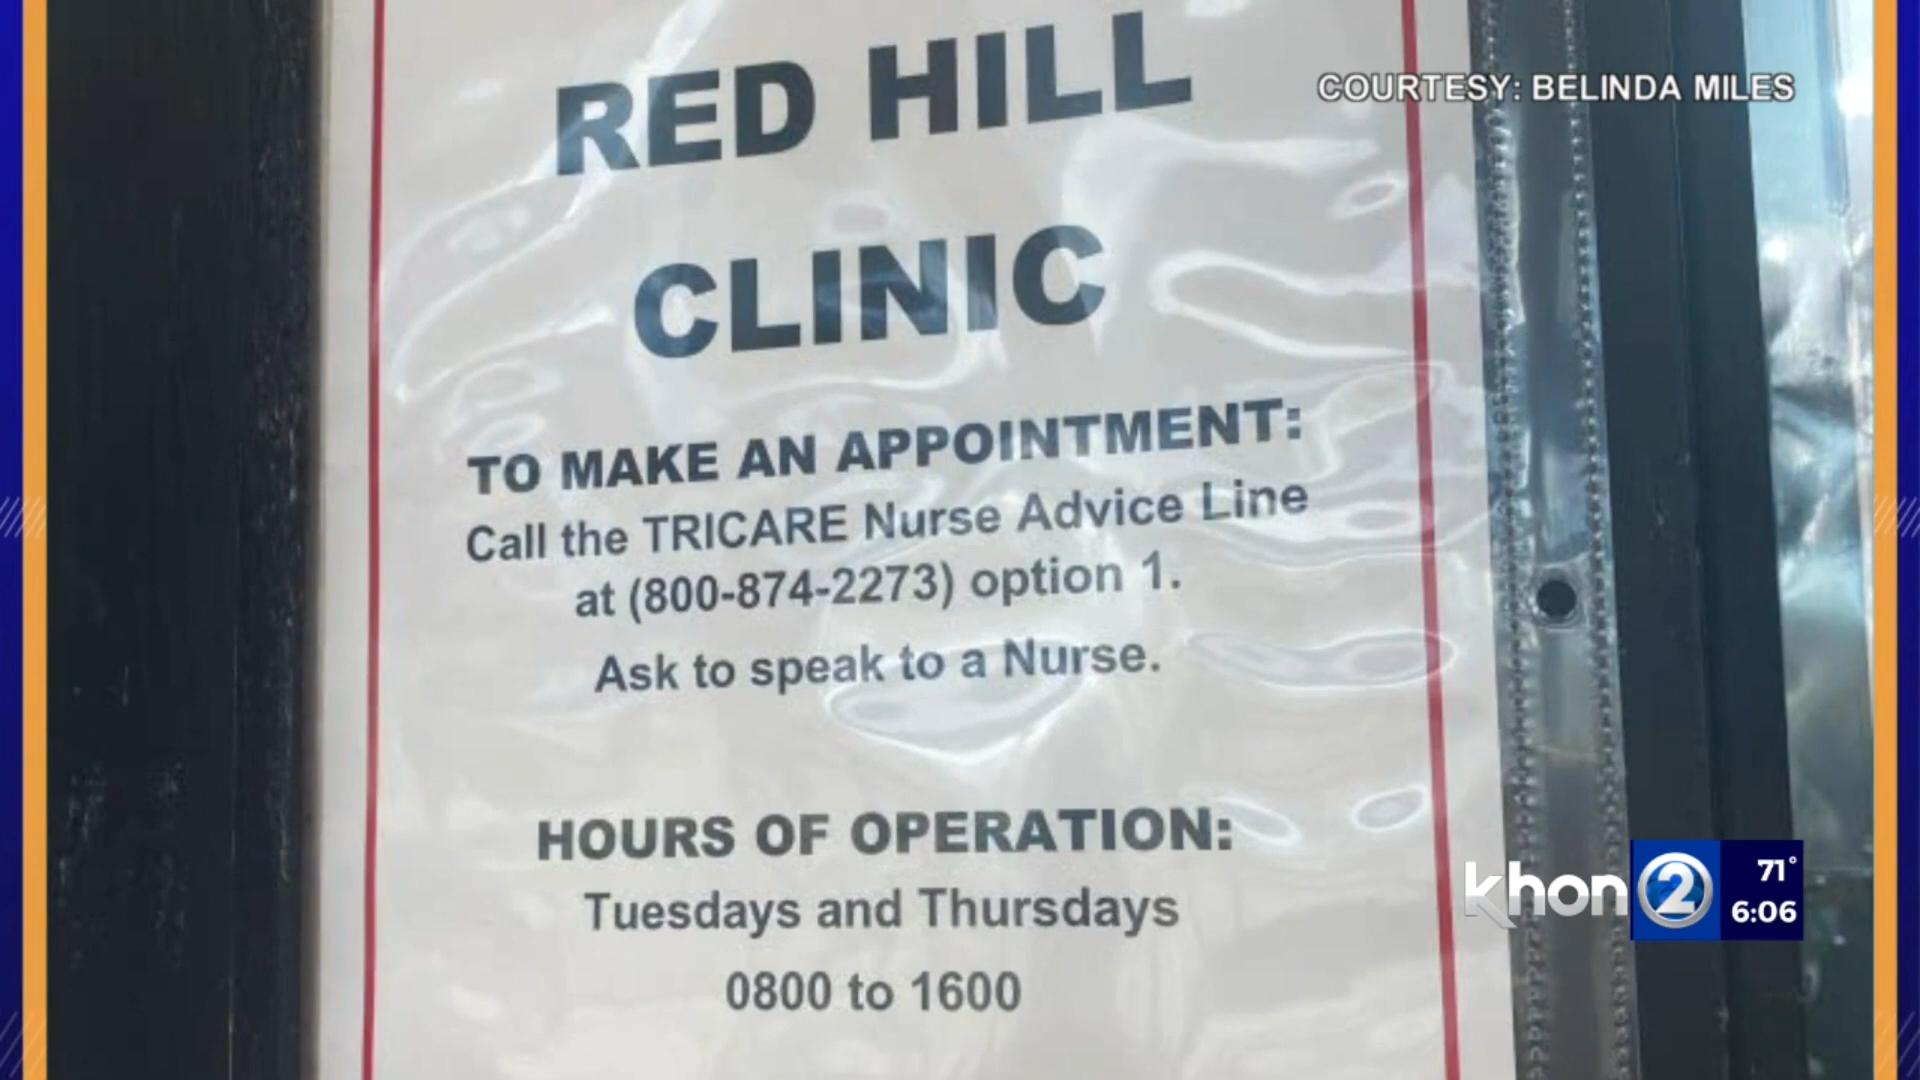 RED HILL
COURTESY: BELINDA MILES
CLINIC
TO MAKE AN APPOINTMENT:
Call the TRICARE Nurse Advice Line
at (800-874-2273) option 1.
Ask to speak to a Nurse.
HOURS OF OPERATION:
Tuesdays and Thursdays
0800 to 1600
khon 2
71°
6:06